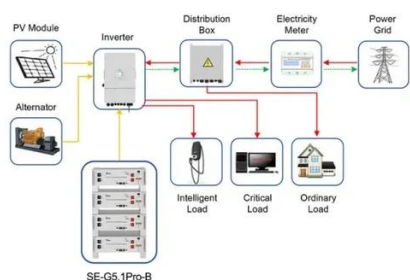 PV Module
Inverter
Distribution
Box
Electricity
Meter
Power
Grid
Alternator
Intelligent
Load
Critical
Load
Ordinary
Load
SE-G5.1Pro-B